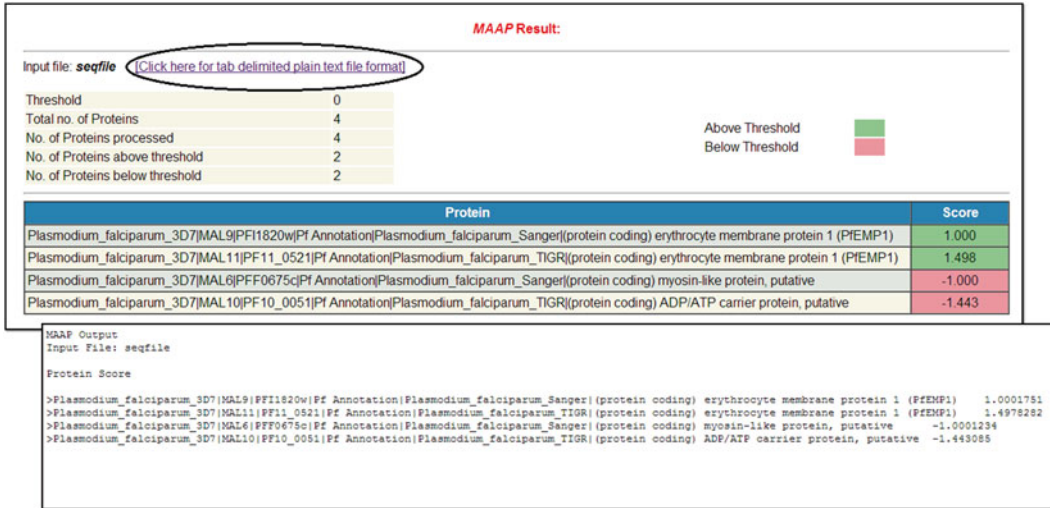 MAAP Result:
Input file: seqfile [Click here for tab delimited plain text file format]
Threshold 0
Total no. of Proteins 4
No. of Proteins processed 4
No. of Proteins above threshold 2
No. of Proteins below threshold 2
Above Threshold
Below Threshold
Protein Score
Plasmodium_falciparum_3D7|MAL9|PFI1820w|Pf Annotation|Plasmodium_falciparum_Sanger|(protein coding) erythrocyte membrane protein 1 (PfEMP1) 1.000
Plasmodium_falciparum_3D7|MAL11|PF11_0521|Pf Annotation|Plasmodium_falciparum_TIGR|(protein coding) erythrocyte membrane protein 1 (PfEMP1) 1.498
Plasmodium_falciparum_3D7|MAL6|PFF0675c|Pf Annotation|Plasmodium_falciparum_Sanger|(protein coding) myosin-like protein, putative -1.000
Plasmodium_falciparum_3D7|MAL10|PF10_0051|Pf Annotation|Plasmodium_falciparum_TIGR|(protein coding) ADP/ATP carrier protein, putative -1.443
MAAP Output
Input File: seqfile
Protein Score
>Plasmodium_falciparum_3D7|MAL9|PFI1820w|Pf Annotation|Plasmodium_falciparum_Sanger|(protein coding) erythrocyte membrane protein 1 (PfEMP1) 1.0001751
>Plasmodium_falciparum_3D7|MAL11|PF11_0521|Pf Annotation|Plasmodium_falciparum_TIGR|(protein coding) erythrocyte membrane protein 1 (PfEMP1) 1.4978282
>Plasmodium_falciparum_3D7|MAL6|PFF0675c|Pf Annotation|Plasmodium_falciparum_Sanger|(protein coding) myosin-like protein, putative -1.0001234
>Plasmodium_falciparum_3D7|MAL10|PF10_0051|Pf Annotation|Plasmodium_falciparum_TIGR|(protein coding) ADP/ATP carrier protein, putative -1.443085